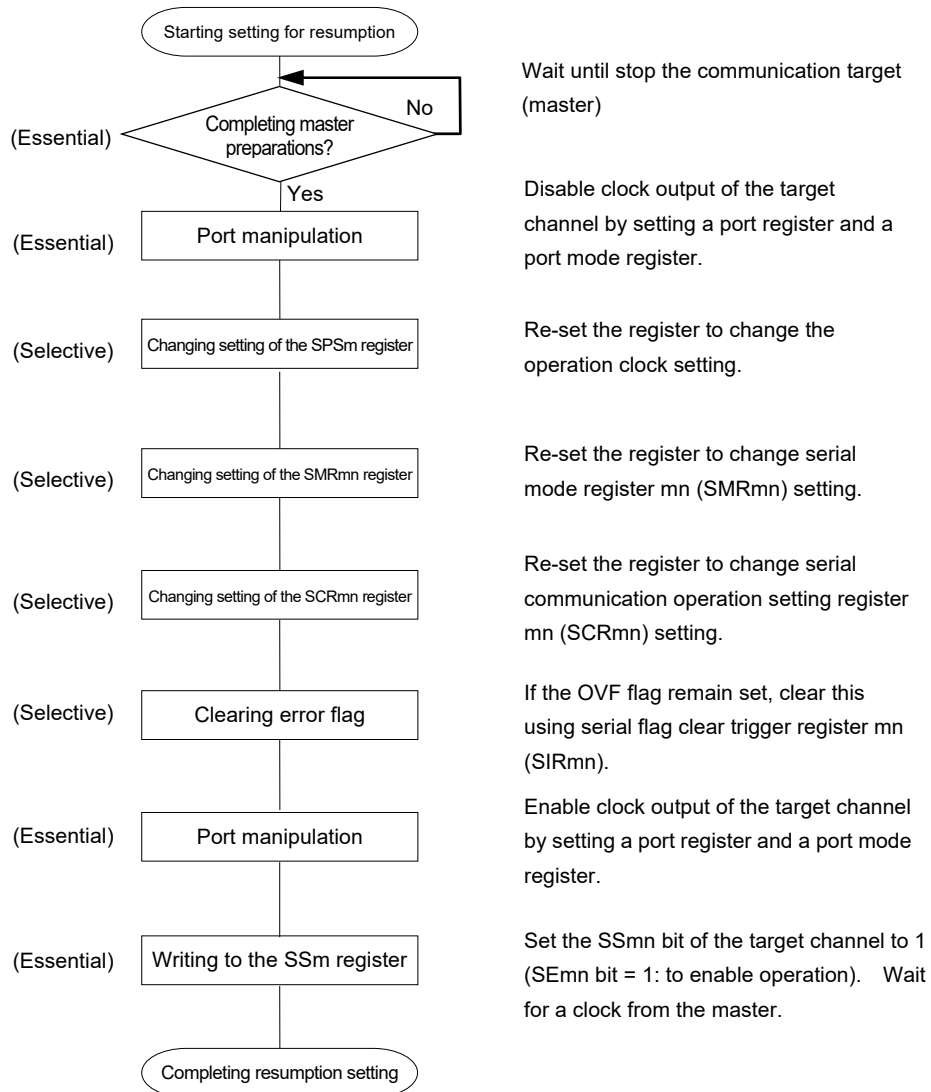 Starting setting for resumption
Wait until stop the communication target
(master)
No
(Essential)
Completing master
preparations?
Yes
Disable clock output of the target
channel by setting a port register and a
port mode register.
(Essential)
Port manipulation
(Selective)
Changing setting of the SPSm register
Re-set the register to change the
operation clock setting.
(Selective)
Changing setting of the SMRmn register
Re-set the register to change serial
mode register mn (SMRmn) setting.
(Selective)
Changing setting of the SCRmn register
Re-set the register to change serial
communication operation setting register
mn (SCRmn) setting.
(Selective)
Clearing error flag
If the OVF flag remain set, clear this
using serial flag clear trigger register mn
(SIRmn).
(Essential)
Port manipulation
Enable clock output of the target channel
by setting a port register and a port mode
register.
(Essential)
Writing to the SSm register
Set the SSmn bit of the target channel to 1
(SEmn bit = 1: to enable operation). Wait
for a clock from the master.
Completing resumption setting